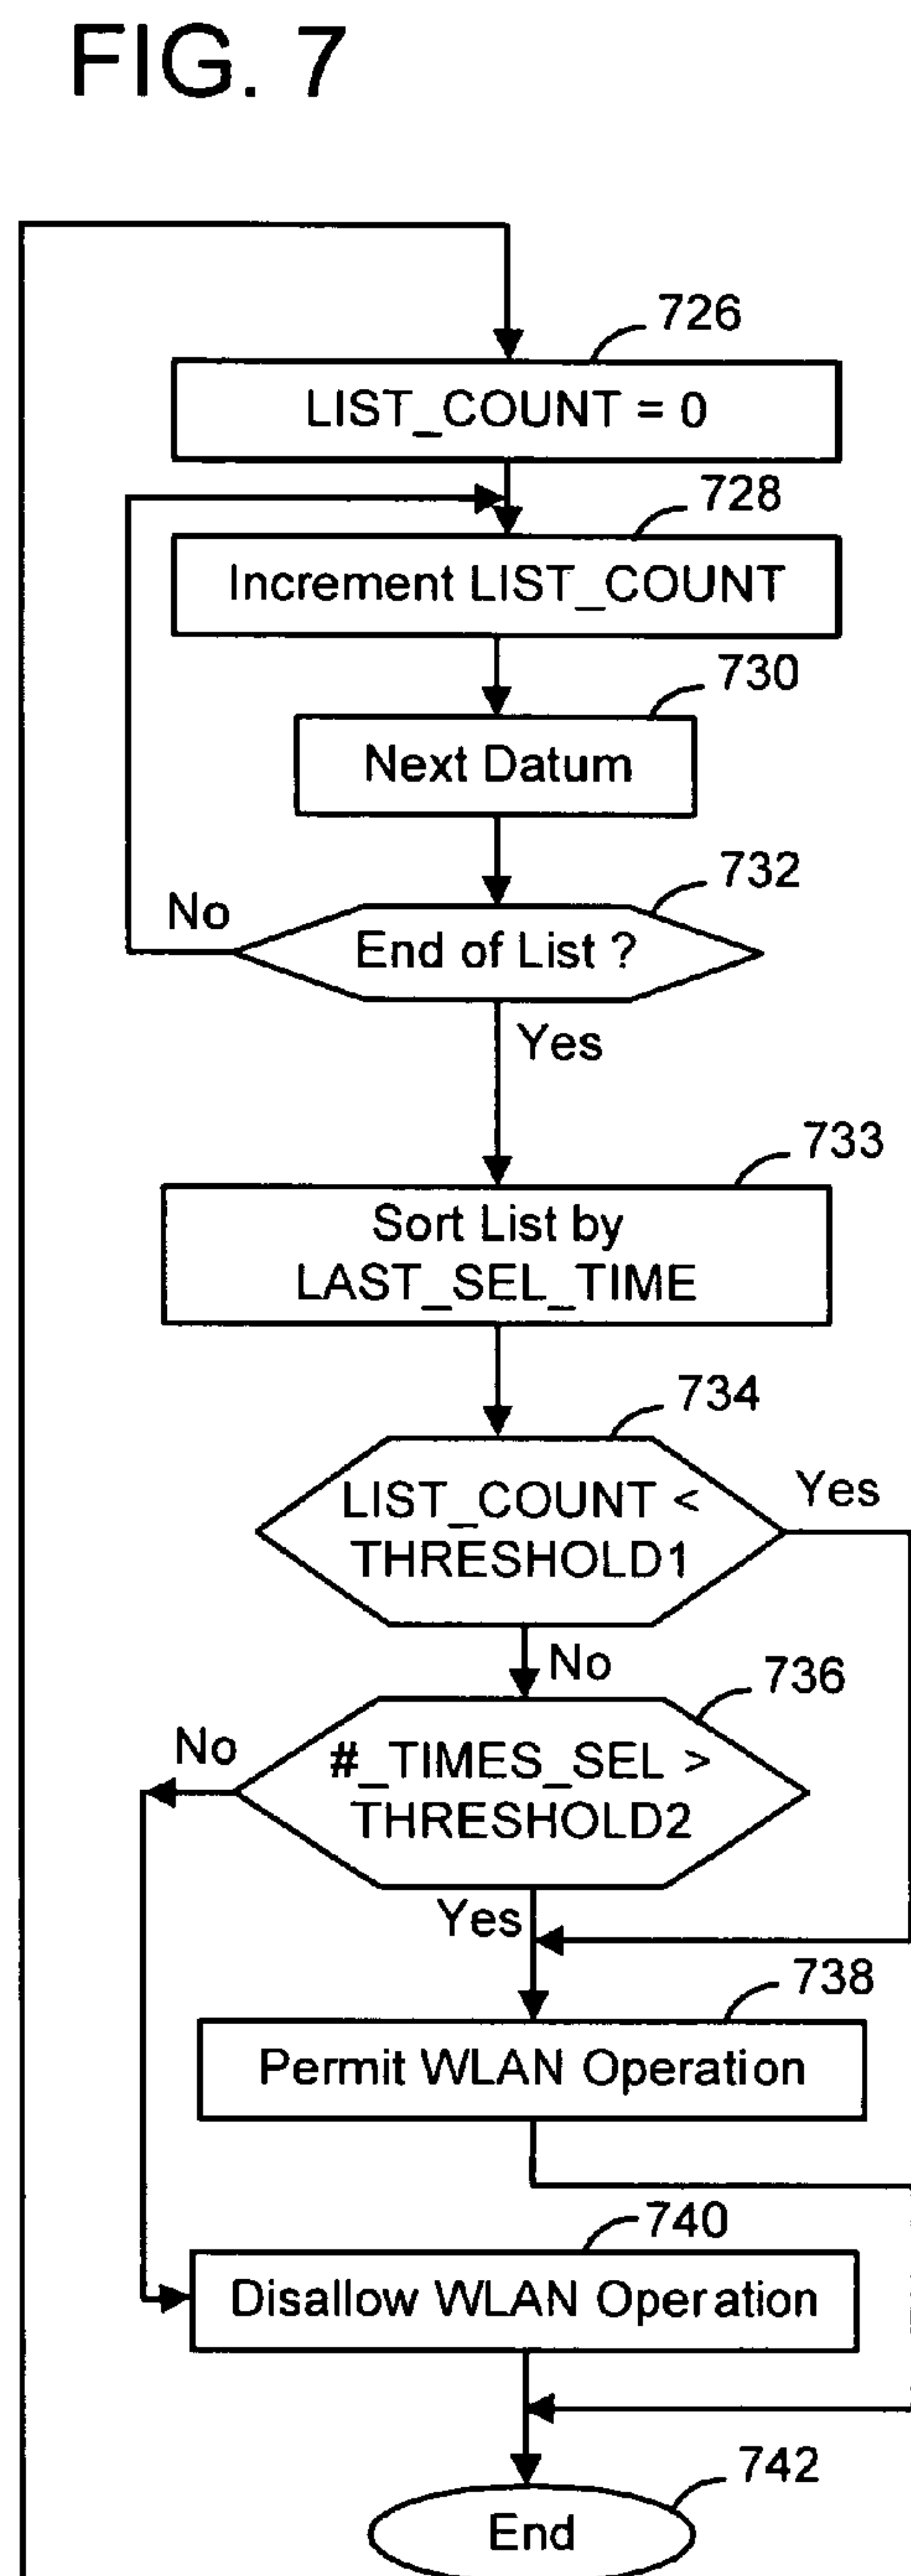 FIG. 7
726
LIST_COUNT = 0
728
Increment LIST_COUNT
730
Next Datum
732
No
End of List ?
Yes
733
Sort List by
LAST_SEL_TIME
734
LIST_COUNT <
THRESHOLD1
Yes
No
736
No
#_TIMES_SEL >
THRESHOLD2
Yes
738
Permit WLAN Operation
740
Disallow WLAN Operation
742
End